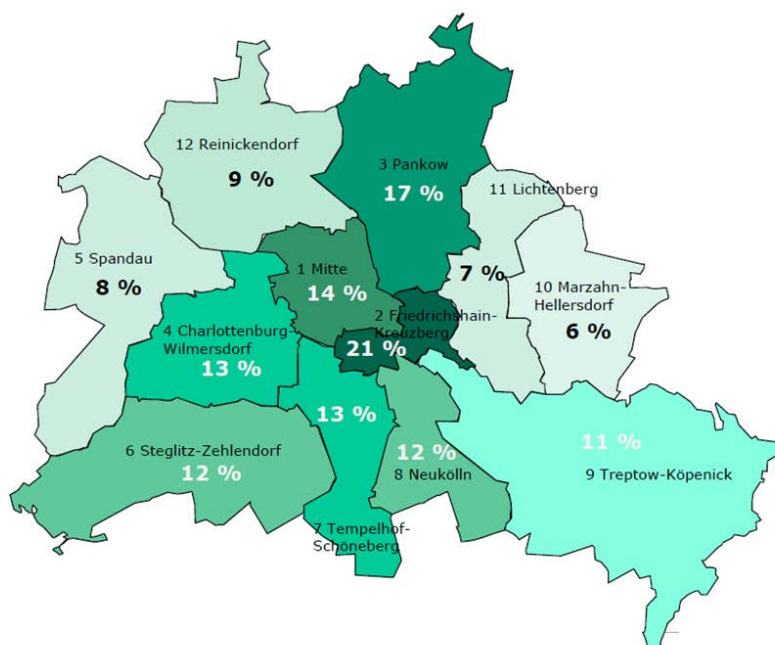 12 Reinickendorf
9 %
3 Pankow
17 %
11 Lichtenberg
7 %
5 Spandau
8 %
1 Mitte
14 %
10 Marzahn-
Hellersdorf
6 %
2 Friedrichshain-
Kreuzberg
21 %
4 Charlottenburg-
Wilmersdorf
13 %
13 %
6 Steglitz-Zehlendorf
12 %
12 %
8 Neukölln
11 %
9 Treptow-Köpenick
7 Tempelhof-
Schöneberg